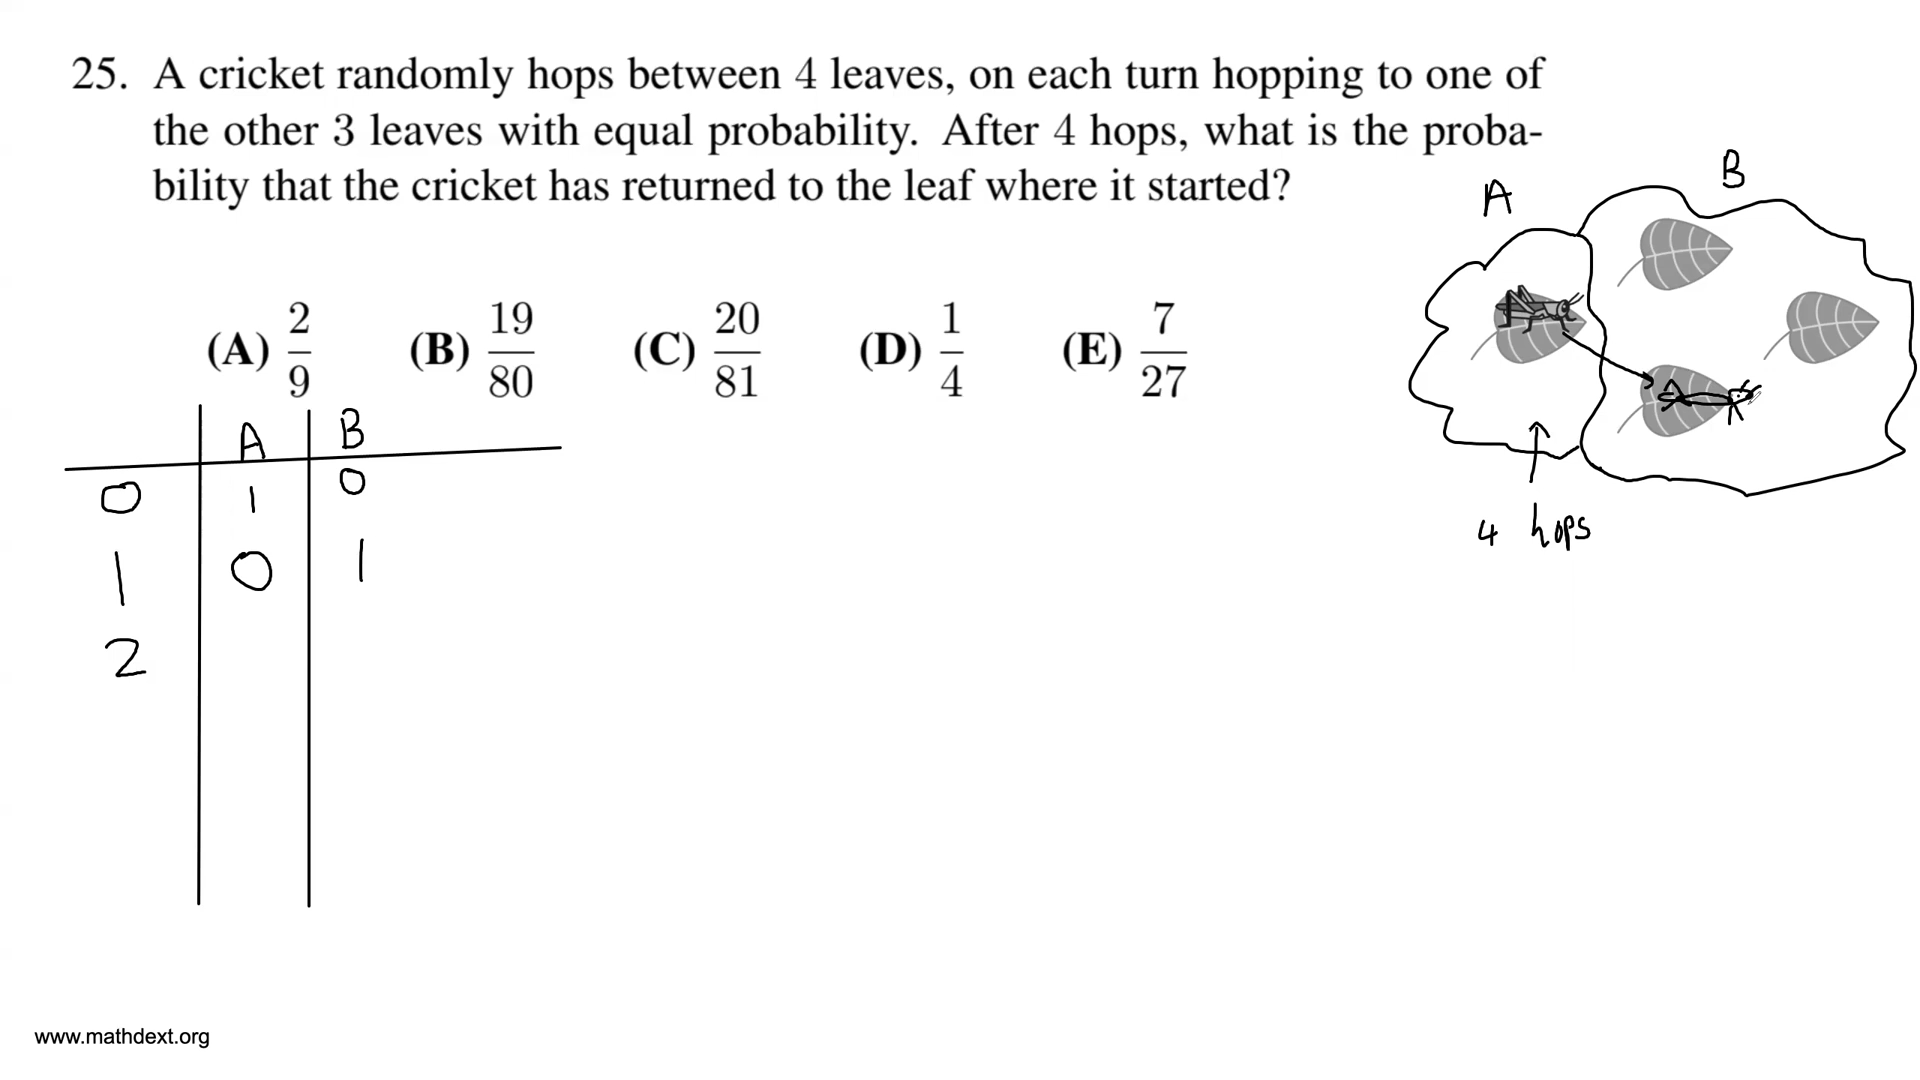 25. A cricket randomly hops between 4 leaves, on each turn hopping to one of
the other 3 leaves with equal probability. After 4 hops, what is the proba-
bility that the cricket has returned to the leaf where it started?
A
B
(A) 2/9 (B) 19/80 (C) 20/81 (D) 1/4 (E) 7/27
A B
0 1 0
1 0 1
2
4 hops
www.mathdext.org